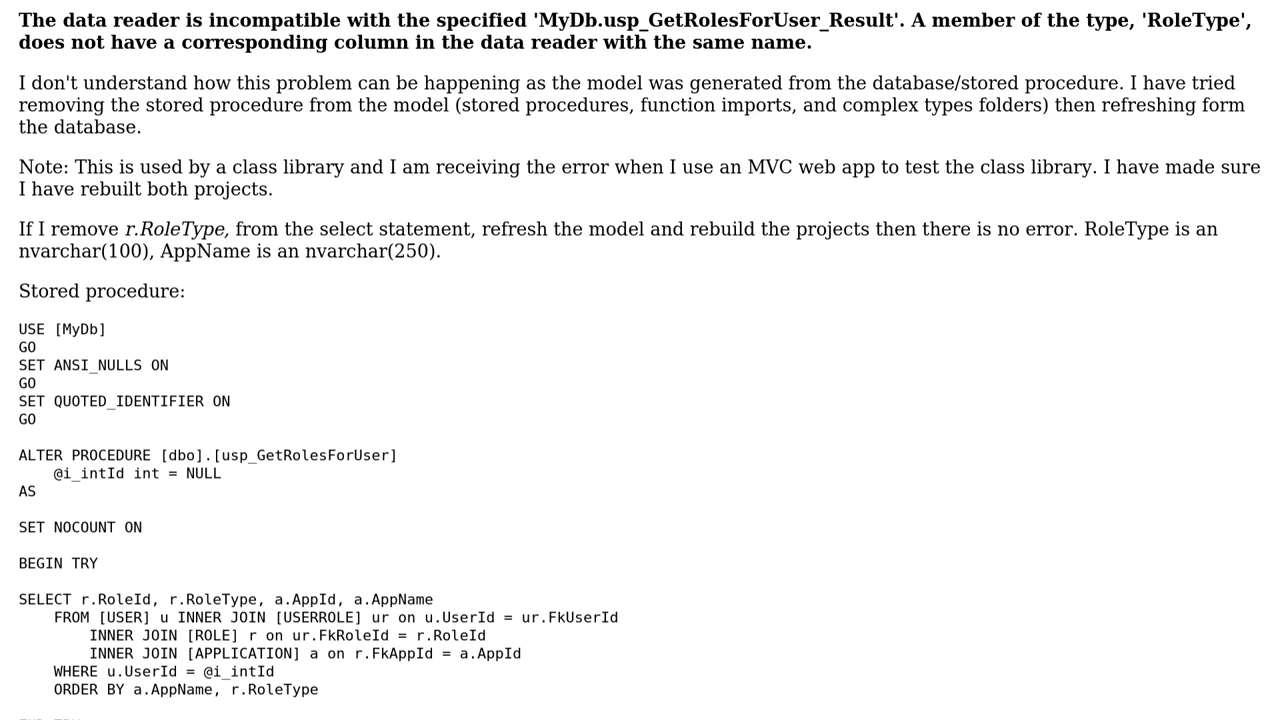 The data reader is incompatible with the specified 'MyDb.usp_GetRolesForUser_Result'. A member of the type, 'RoleType',
does not have a corresponding column in the data reader with the same name.
I don't understand how this problem can be happening as the model was generated from the database/stored procedure. I have tried
removing the stored procedure from the model (stored procedures, function imports, and complex types folders) then refreshing form
the database.
Note: This is used by a class library and I am receiving the error when I use an MVC web app to test the class library. I have made sure
I have rebuilt both projects.
If I remove r.RoleType, from the select statement, refresh the model and rebuild the projects then there is no error. RoleType is an
nvarchar(100), AppName is an nvarchar(250).
Stored procedure:
USE [MyDb]
GO
SET ANSI_NULLS ON
GO
SET QUOTED_IDENTIFIER ON
GO
ALTER PROCEDURE [dbo].[usp_GetRolesForUser]
    @i_intId int = NULL
AS
SET NOCOUNT ON
BEGIN TRY
SELECT r.RoleId, r.RoleType, a.AppId, a.AppName
    FROM [USER] u INNER JOIN [USERROLE] ur on u.UserId = ur.FkUserId
        INNER JOIN [ROLE] r on ur.FkRoleId = r.RoleId
        INNER JOIN [APPLICATION] a on r.FkAppId = a.AppId
    WHERE u.UserId = @i_intId
    ORDER BY a.AppName, r.RoleType